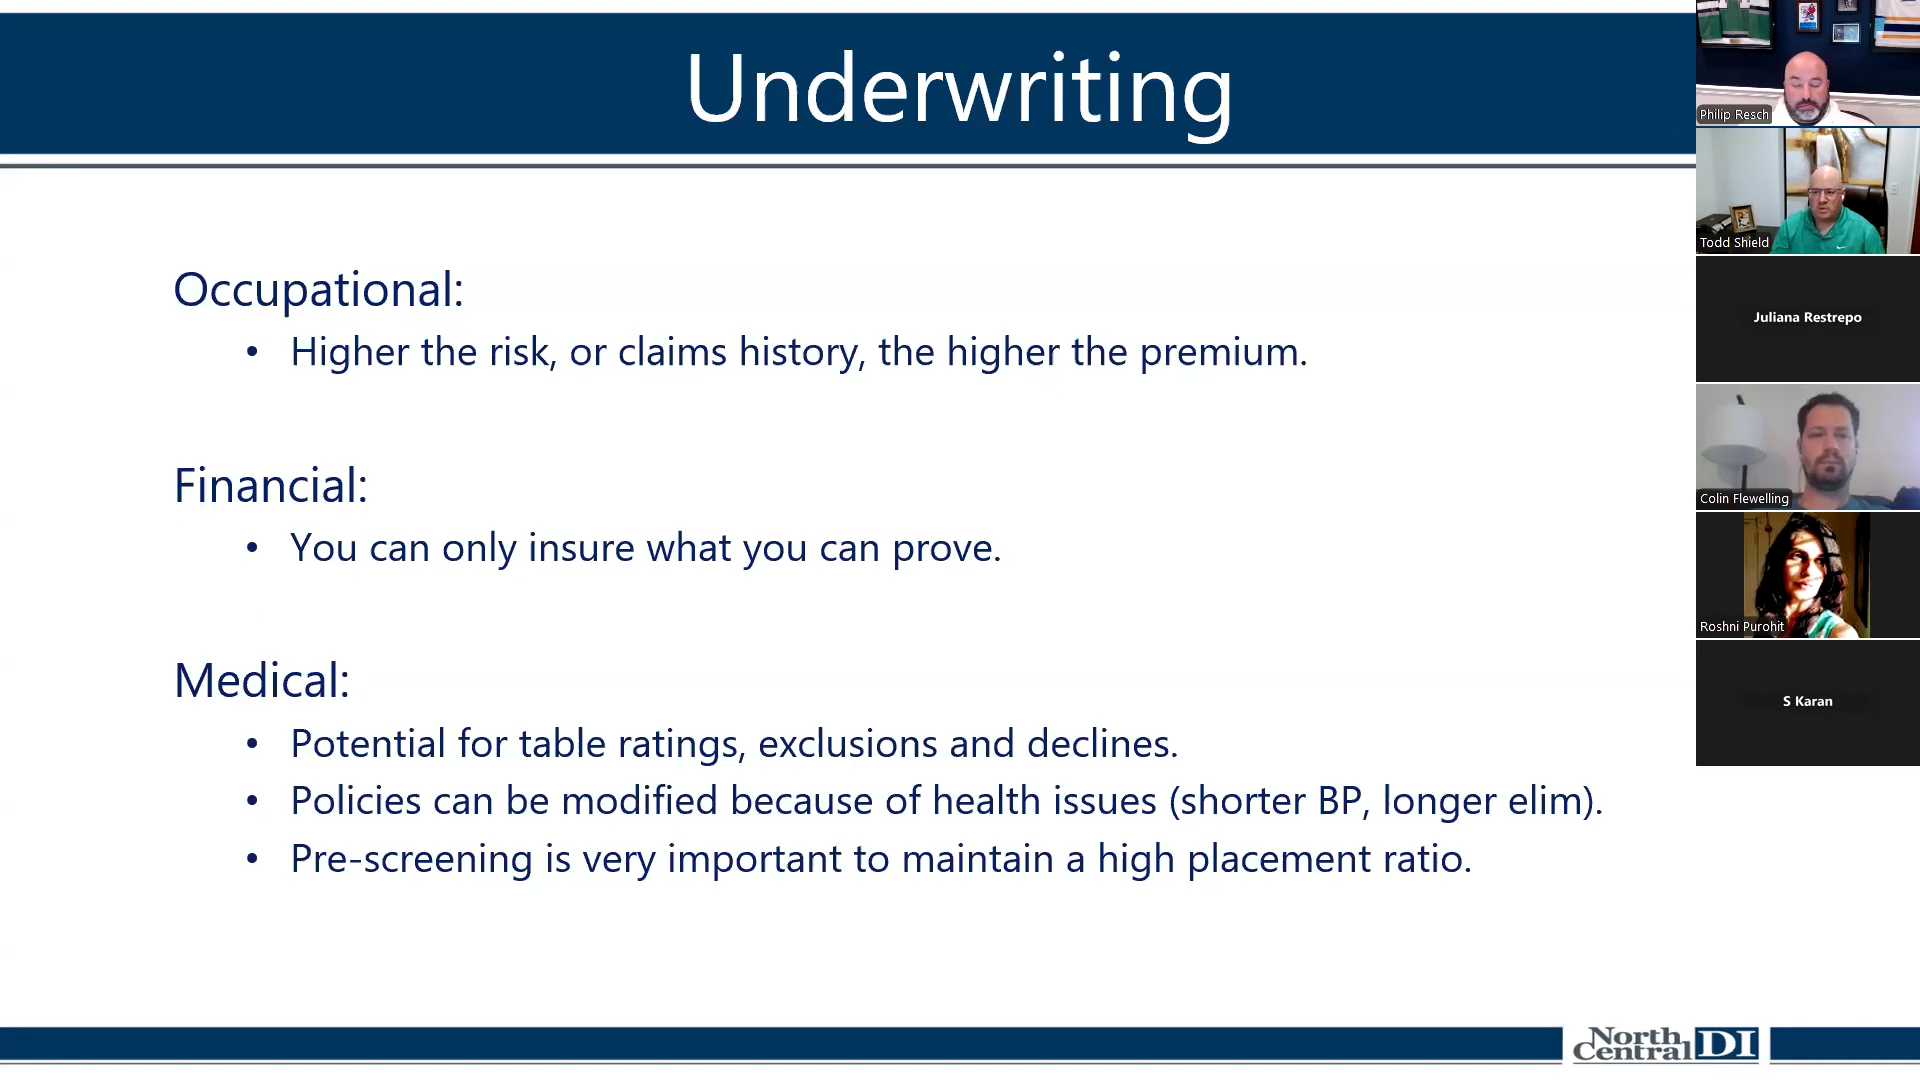 Underwriting
Occupational:
• Higher the risk, or claims history, the higher the premium.
Financial:
• You can only insure what you can prove.
Medical:
• Potential for table ratings, exclusions and declines.
• Policies can be modified because of health issues (shorter BP, longer elim).
• Pre-screening is very important to maintain a high placement ratio.
North
Central DI
Philip Resch
Todd Shield
Juliana Restrepo
Colin Flewelling
Roshni Purohit
S Karan